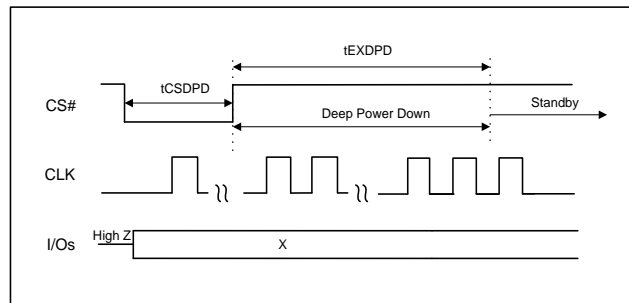 tEXDPD
tCSDPD
CS#
Deep Power Down
Standby
CLK
High Z
I/Os
X